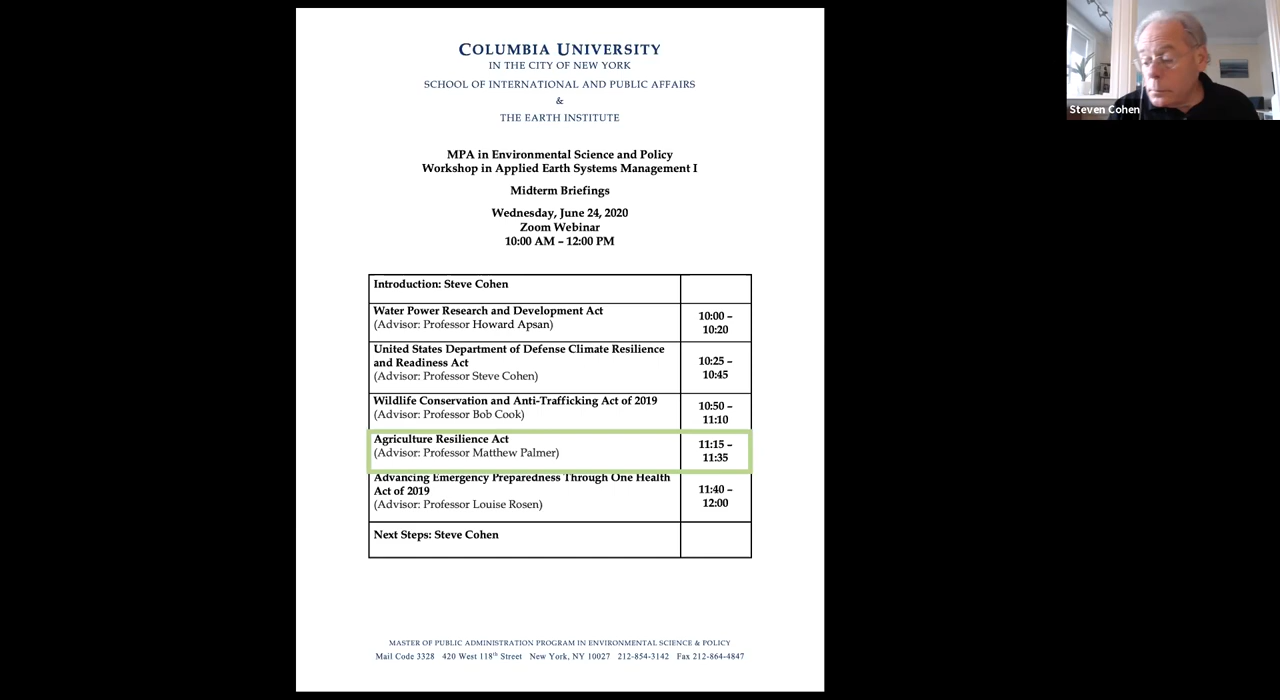 COLUMBIA UNIVERSITY
IN THE CITY OF NEW YORK
SCHOOL OF INTERNATIONAL AND PUBLIC AFFAIRS
&
THE EARTH INSTITUTE
MPA in Environmental Science and Policy
Workshop in Applied Earth Systems Management I
Midterm Briefings
Wednesday, June 24, 2020
Zoom Webinar
10:00 AM – 12:00 PM
Introduction: Steve Cohen
Water Power Research and Development Act
(Advisor: Professor Howard Apsan)
10:00 –
10:20
United States Department of Defense Climate Resilience
and Readiness Act
(Advisor: Professor Steve Cohen)
10:25 –
10:45
Wildlife Conservation and Anti-Trafficking Act of 2019
(Advisor: Professor Bob Cook)
10:50 –
11:10
Agriculture Resilience Act
(Advisor: Professor Matthew Palmer)
11:15 –
11:35
Advancing Emergency Preparedness Through One Health
Act of 2019
(Advisor: Professor Louise Rosen)
11:40 –
12:00
Next Steps: Steve Cohen
MASTER OF PUBLIC ADMINISTRATION PROGRAM IN ENVIRONMENTAL SCIENCE & POLICY
Mail Code 3328 420 West 118th Street New York, NY 10027 212-854-3142 Fax 212-864-4847
Steven Cohen